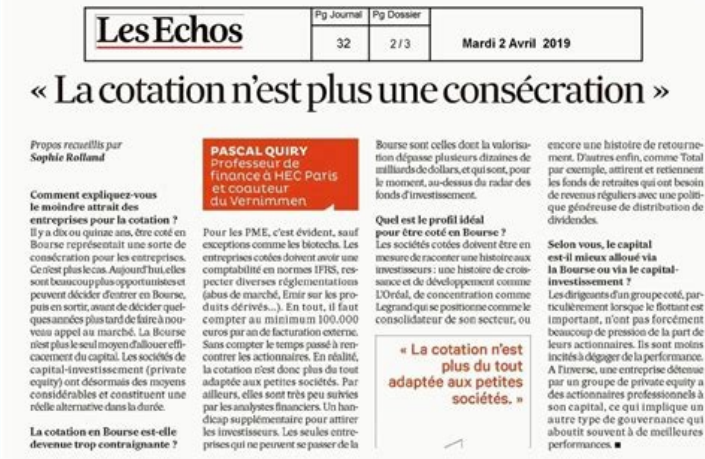 Les Echos
Pg Journal
Pg Dossier
32
2/3
Mardi 2 Avril 2019
« La cotation n’est plus une consécration »
Propos recueillis par
Sophie Rolland
Comment expliquez-vous
le moindre attrait des
entreprises pour la cotation ?
Il y a dix ou quinze ans, être coté en
Bourse représentait une sorte de
consécration pour les entreprises.
Ce n’est plus le cas. Aujourd’hui, elles
sont beaucoup plus opportunistes et
peuvent décider d’entrer en Bourse,
puis en sortir, avant de décider quel-
ques années plus tard de faire à nou-
veau appel au marché. La Bourse
n’est plus le seul moyen d’allouer effi-
cacement du capital. Les sociétés de
capital-investissement (private
equity) ont désormais des moyens
considérables et constituent une
réelle alternative dans la durée.
La cotation en Bourse est-elle
devenue trop contraignante ?
PASCAL QUIRY
Professeur de
finance à HEC Paris
et coauteur
du Vernimmen
Pour les PME, c’est évident, sauf
exceptions comme les biotechs. Les
entreprises cotées doivent avoir une
comptabilité en normes IFRS, res-
pecter diverses réglementations
(abus de marché, Emir sur les pro-
duits dérivés...). En tout, il faut
compter au minimum 100.000
euros par an de facturation externe.
Sans compter le temps passé à ren-
contrer les actionnaires. En réalité,
la cotation n’est donc plus du tout
adaptée aux petites sociétés. Par
ailleurs, elles sont très peu suivies
par les analystes financiers. Un han-
dicap supplémentaire pour attirer
les investisseurs. Les seules entre-
prises qui ne peuvent se passer de la
Bourse sont celles dont la valorisa-
tion dépasse plusieurs dizaines de
milliards de dollars, et qui sont, pour
le moment, au-dessus du radar des
fonds d’investissement.
Quel est le profil idéal
pour être coté en Bourse ?
Les sociétés cotées doivent être en
mesure de raconter une histoire aux
investisseurs : une histoire de crois-
sance et de développement comme
L’Oréal, de concentration comme
Legrand qui se positionne comme le
consolidateur de son secteur, ou
« La cotation n’est
plus du tout
adaptée aux petites
sociétés. »
encore une histoire de retourne-
ment. D’autres enfin, comme Total
par exemple, attirent et retiennent
les fonds de retraites qui ont besoin
de revenus réguliers avec une politi-
que généreuse de distribution de
dividendes.
Selon vous, le capital
est-il mieux alloué via
la Bourse ou via le capital-
investissement ?
Les dirigeants d’un groupe coté, par-
ticulièrement lorsque le flottant est
important, n’ont pas forcément
beaucoup de pression de la part de
leurs actionnaires. Ils sont moins
incités à dégager de la performance.
A l’inverse, une entreprise détenue
par un groupe de private equity a
des actionnaires professionnels à
son capital, ce qui implique un
autre type de gouvernance qui
aboutit souvent à de meilleures
performances. ■